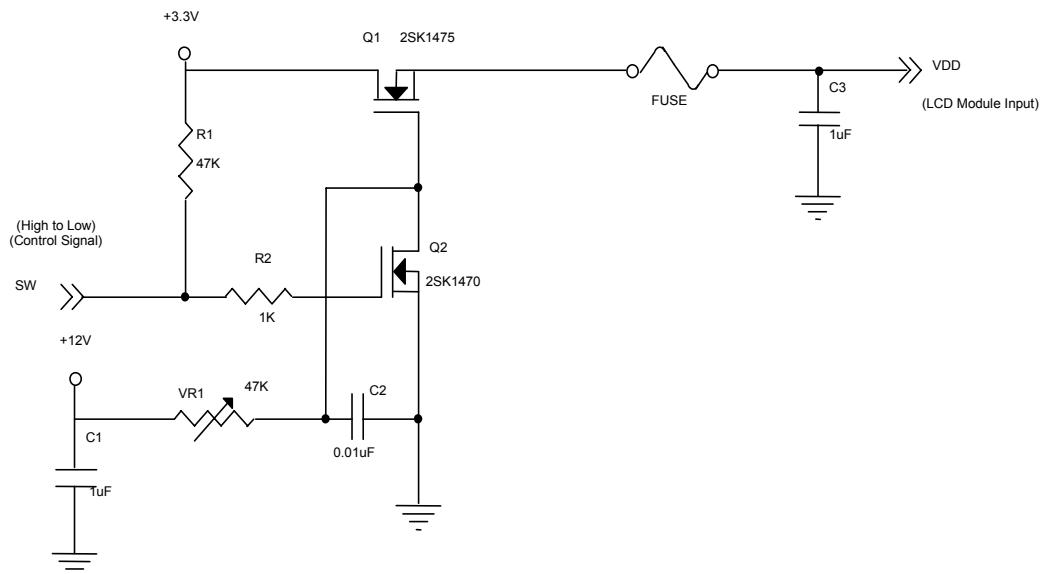 +3.3V
Q1 2SK1475
VDD
FUSE
C3
(LCD Module Input)
R1
47K
1uF
(High to Low)
(Control Signal)
Q2
R2
SW
2SK1470
1K
+12V
VR1
47K
C2
C1
0.01uF
1uF